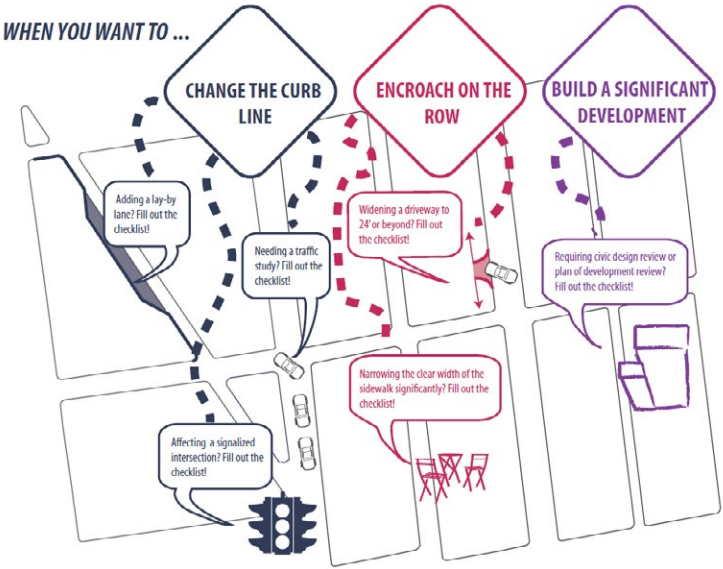 WHEN YOU WANT TO ...
CHANGE THE CURB
LINE
ENCROACH ON THE
ROW
BUILD A SIGNIFICANT
DEVELOPMENT
Adding a lay-by
lane? Fill out the
checklist!
Needing a traffic
study? Fill out the
checklist!
Widening a driveway to
24' or beyond? Fill out
the checklist!
Requiring civic design review or
plan of development review?
Fill out the checklist!
Narrowing the clear width of the
sidewalk significantly? Fill out the
checklist!
Affecting a signalized
intersection? Fill out the
checklist!